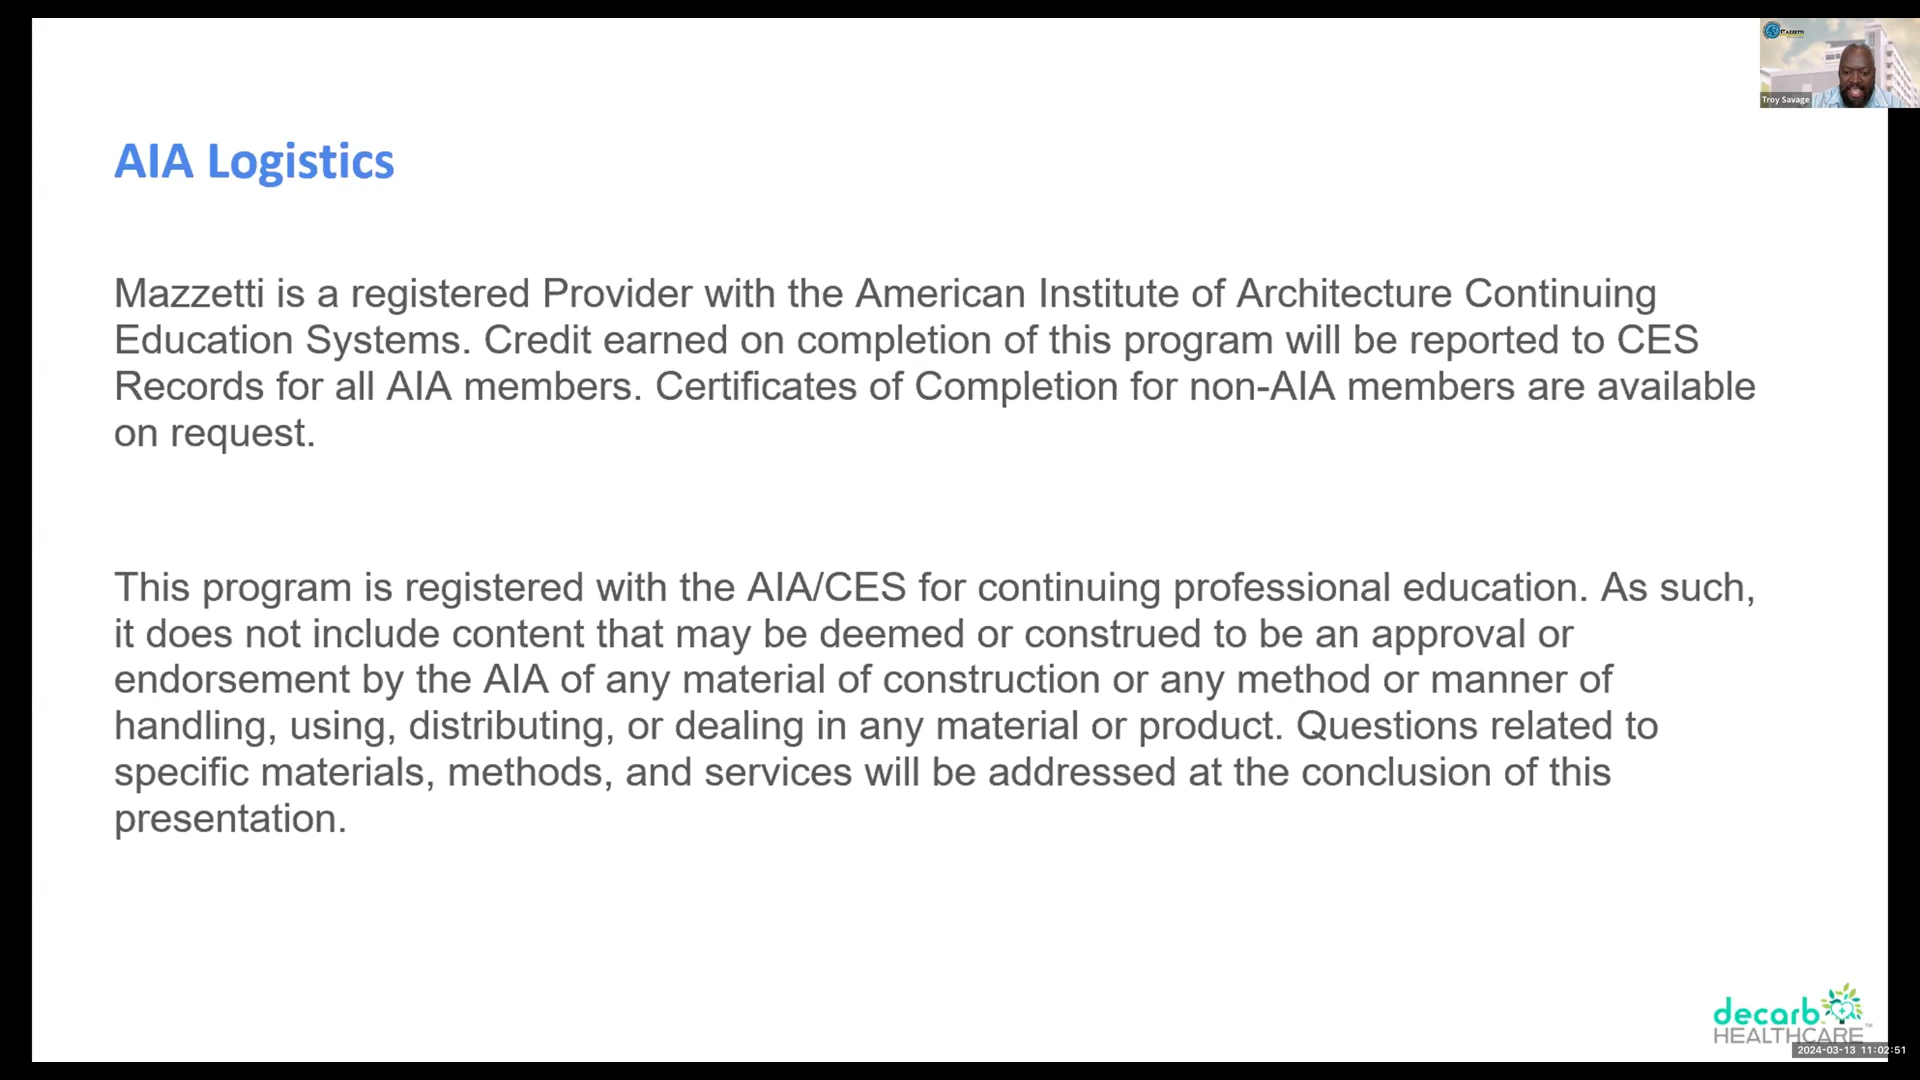 MAZZETTI
Troy Savage
AIA Logistics
Mazzetti is a registered Provider with the American Institute of Architecture Continuing
Education Systems. Credit earned on completion of this program will be reported to CES
Records for all AIA members. Certificates of Completion for non-AIA members are available
on request.
This program is registered with the AIA/CES for continuing professional education. As such,
it does not include content that may be deemed or construed to be an approval or
endorsement by the AIA of any material of construction or any method or manner of
handling, using, distributing, or dealing in any material or product. Questions related to
specific materials, methods, and services will be addressed at the conclusion of this
presentation.
decarb
HEALTHCARE™
2024-03-13 11:02:51